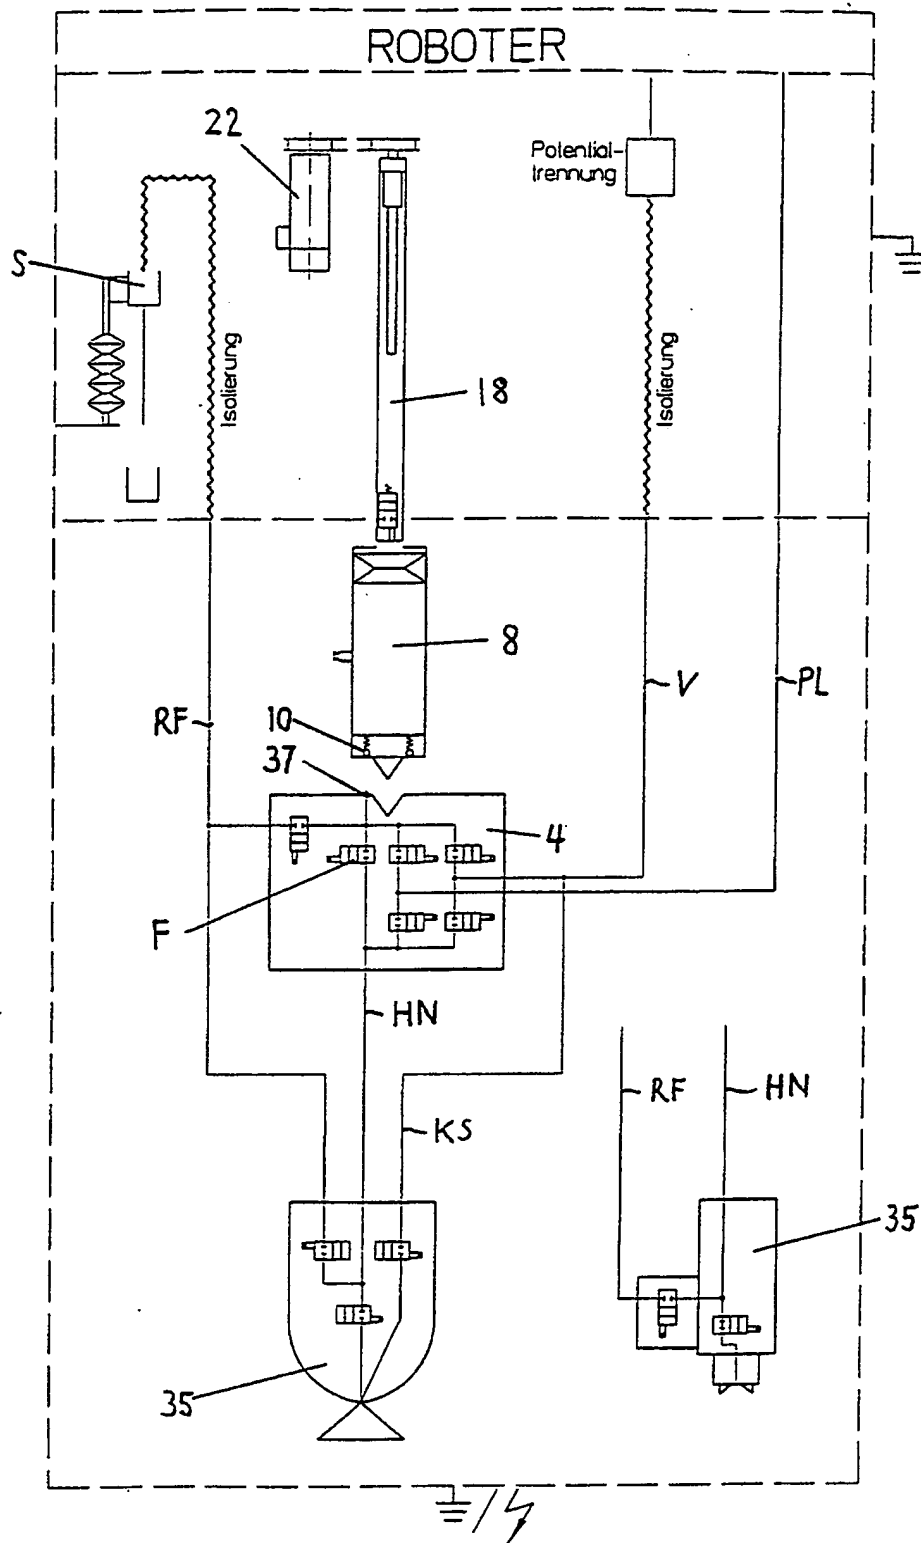 ROBOTER
22
Potential-
trennung
S
Isolierung
Isolierung
18
8
V
PL
RF
10
37
4
F
HN
RF
HN
KS
35
35